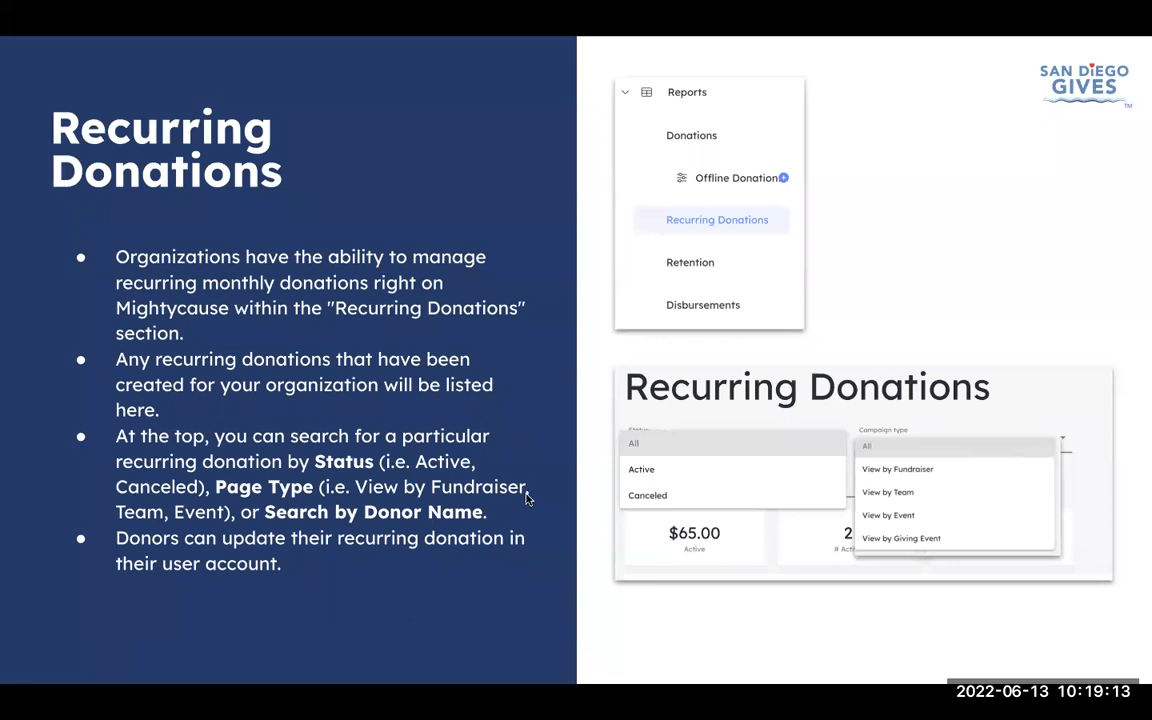 Recurring
Donations
● Organizations have the ability to manage
recurring monthly donations right on
Mightycause within the "Recurring Donations"
section.
● Any recurring donations that have been
created for your organization will be listed
here.
● At the top, you can search for a particular
recurring donation by Status (i.e. Active,
Canceled), Page Type (i.e. View by Fundraiser,
Team, Event), or Search by Donor Name.
● Donors can update their recurring donation in
their user account.
Reports
Donations
Offline Donation
Recurring Donations
Retention
Disbursements
SAN DIEGO
GIVES
TM
Recurring Donations
Status
All
Active
Canceled
$65.00
Active
Campaign type
All
View by Fundraiser
View by Team
View by Event
View by Giving Event
2
# Acti
2022-06-13 10:19:13